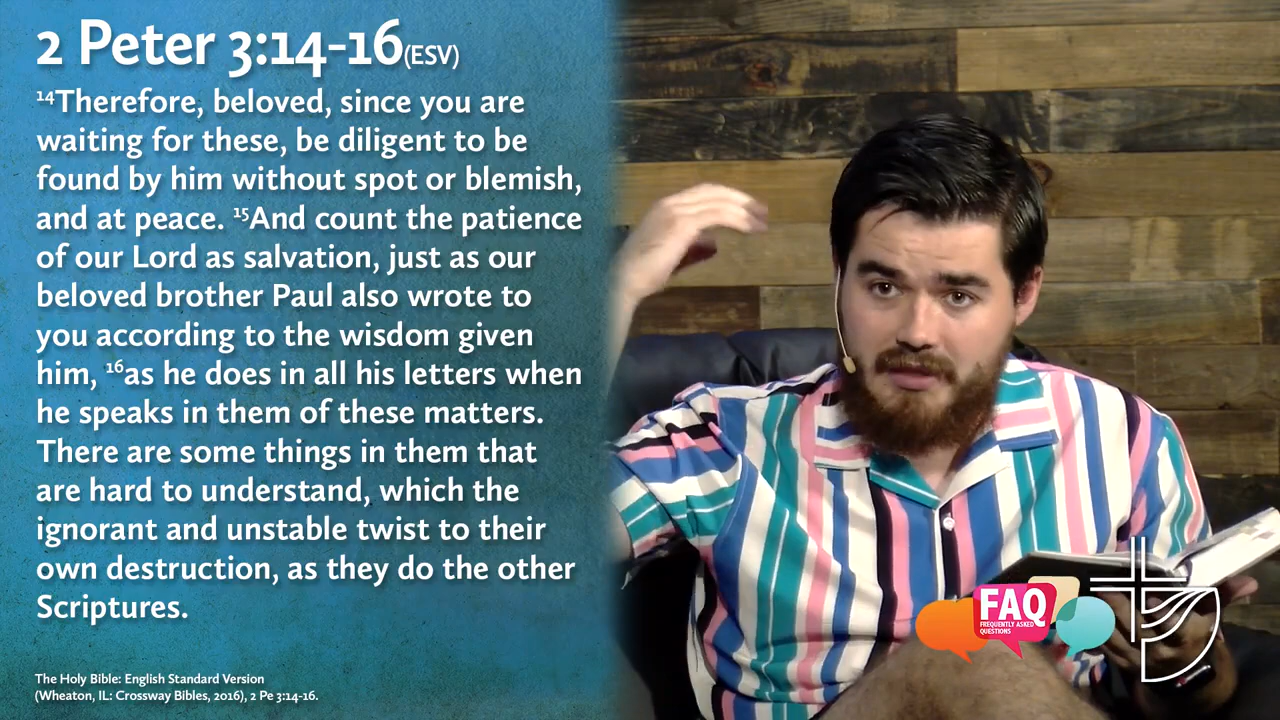 2 Peter 3:14-16(ESV)
¹⁴Therefore, beloved, since you are
waiting for these, be diligent to be
found by him without spot or blemish,
and at peace. ¹⁵And count the patience
of our Lord as salvation, just as our
beloved brother Paul also wrote to
you according to the wisdom given
him, ¹⁶as he does in all his letters when
he speaks in them of these matters.
There are some things in them that
are hard to understand, which the
ignorant and unstable twist to their
own destruction, as they do the other
Scriptures.
The Holy Bible: English Standard Version
(Wheaton, IL: Crossway Bibles, 2016), 2 Pe 3:14-16.
FAQ
FREQUENTLY ASKED
QUESTIONS